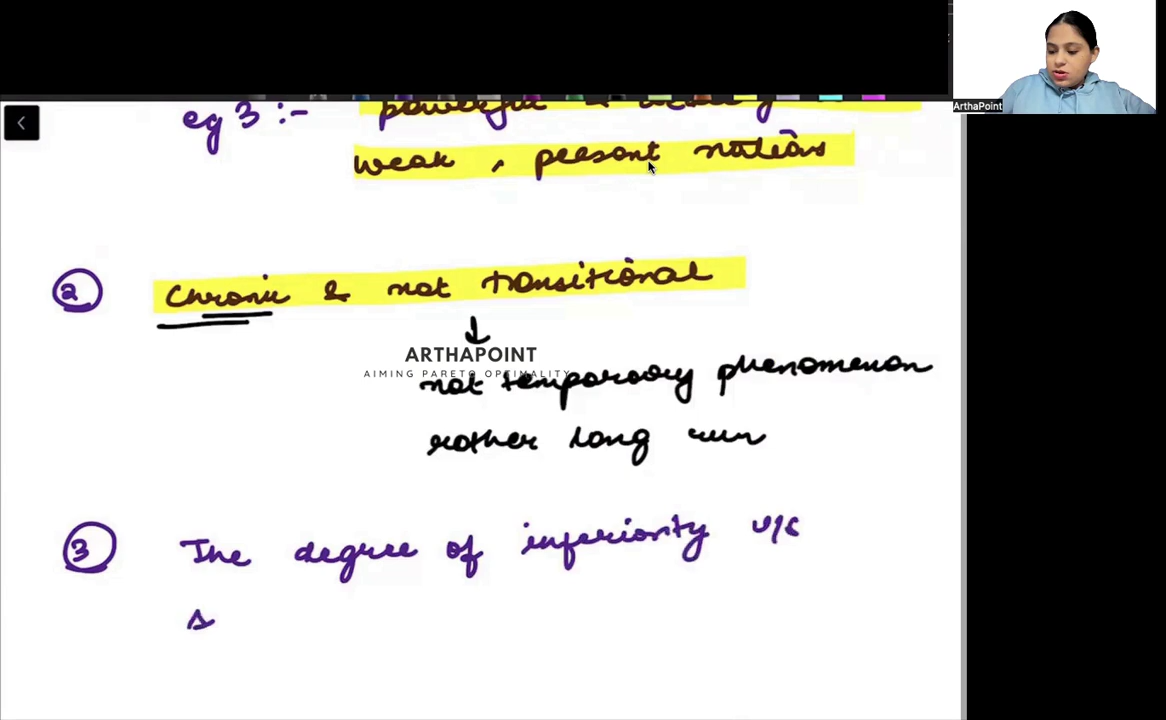 ArthaPoint
eg 3 :- powerful &
weak , peasant nations
2 Chronic & not transitional
↓
ARTHAPOINT
AIMING PARETO OPTIMALITY
not temporary phenomenon
rather long run
3 The degree of inferiority v/s
s